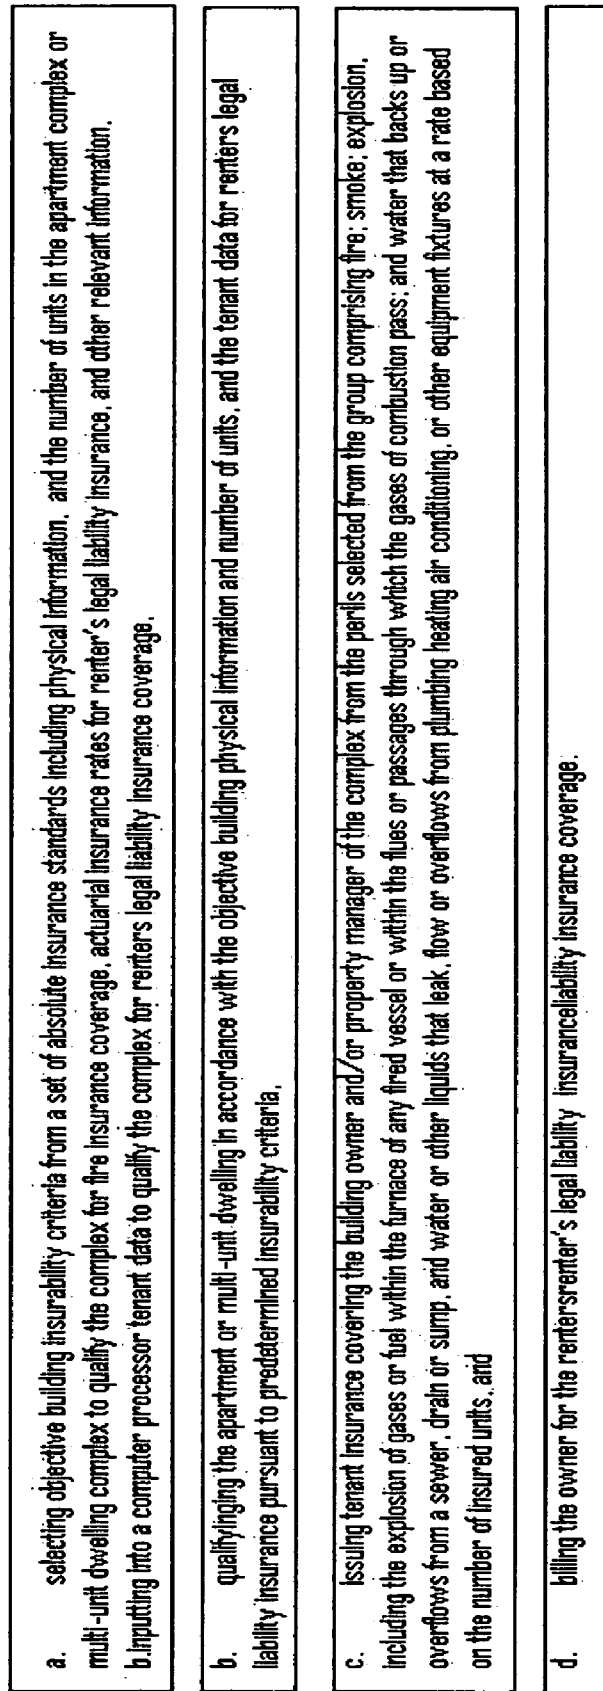 a. selecting objective building insurability criteria from a set of absolute insurance standards including physical information, and the number of units in the apartment complex or
multi-unit dwelling complex to qualify the complex for fire insurance coverage, actuarial insurance rates for renter's legal liability insurance, and other relevant information,
b.inputting into a computer processor tenant data to qualify the complex for renters legal liability insurance coverage,
b. qualifyinging the apartment or multi-unit dwelling in accordance with the objective building physical information and number of units, and the tenant data for renters legal
liability insurance pursuant to predetermined insurability criteria,
c. issuing tenant insurance covering the building owner and/or property manager of the complex from the perils selected from the group comprising fire; smoke; explosion,
including the explosion of gases or fuel within the furnace of any fired vessel or within the flues or passages through which the gases of combustion pass; and water that backs up or
overflows from a sewer, drain or sump, and water or other liquids that leak, flow or overflows from plumbing heating air conditioning, or other equipment fixtures at a rate based
on the number of insured units, and
d. billing the owner for the rentersrenter's legal liability insuranceliability insurance coverage.